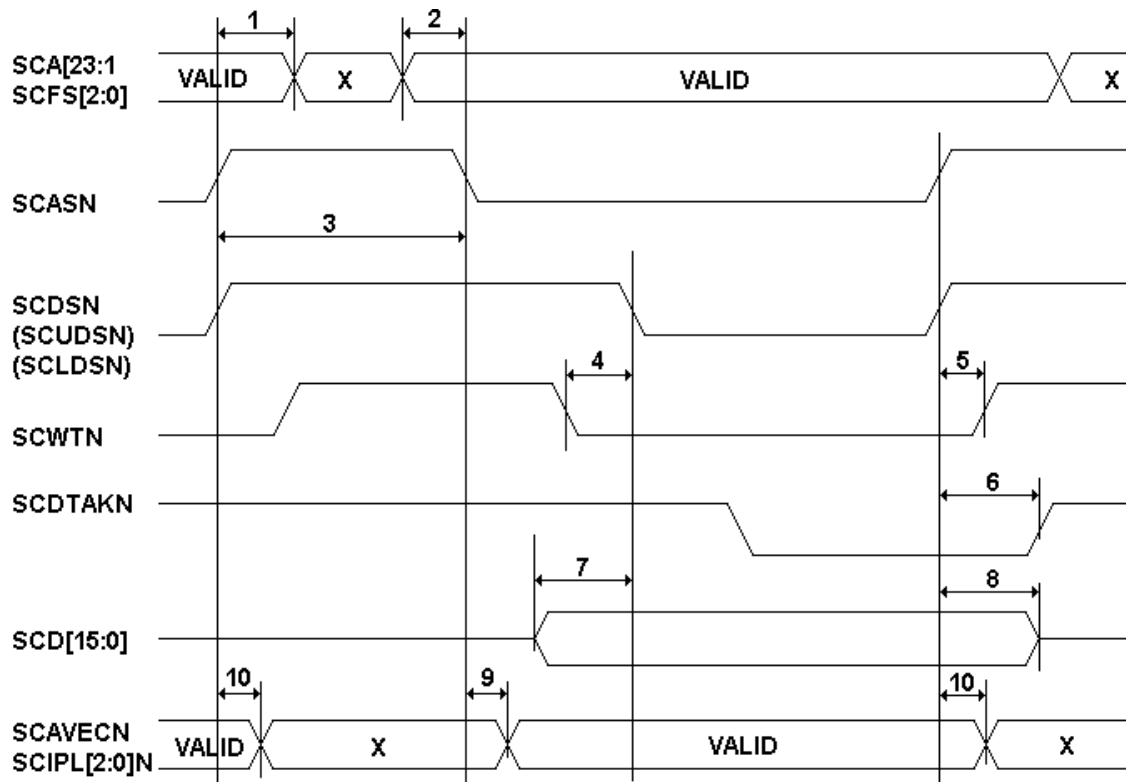 1 2
SCA[23:1
SCFS[2:0]
VALID X VALID X
SCASN
3
SCDSN
(SCUDSN)
(SCLDSN)
4 5
SCWTN
SCDTAKN
6
7 8
SCD[15:0]
10 9 10
SCAVECN
SCIPL[2:0]N
VALID X VALID X